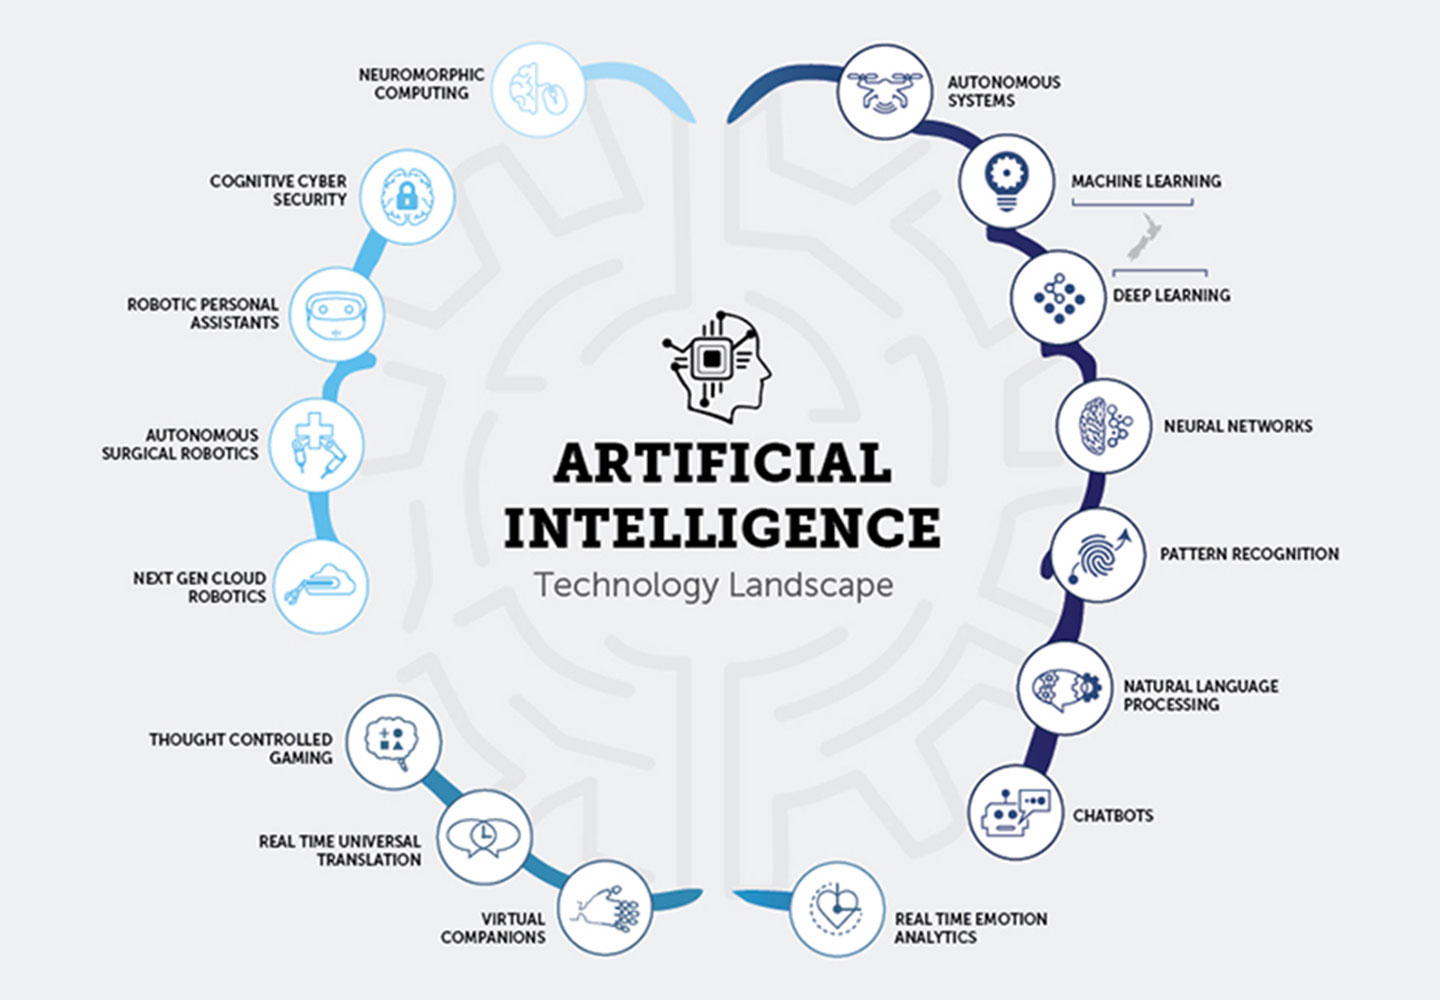 NEUROMORPHIC
COMPUTING
AUTONOMOUS
SYSTEMS
COGNITIVE CYBER
SECURITY
MACHINE LEARNING
ROBOTIC PERSONAL
ASSISTANTS
DEEP LEARNING
AUTONOMOUS
SURGICAL ROBOTICS
NEURAL NETWORKS
ARTIFICIAL
INTELLIGENCE
Technology Landscape
NEXT GEN CLOUD
ROBOTICS
PATTERN RECOGNITION
NATURAL LANGUAGE
PROCESSING
THOUGHT CONTROLLED
GAMING
CHATBOTS
REAL TIME UNIVERSAL
TRANSLATION
VIRTUAL
COMPANIONS
REAL TIME EMOTION
ANALYTICS